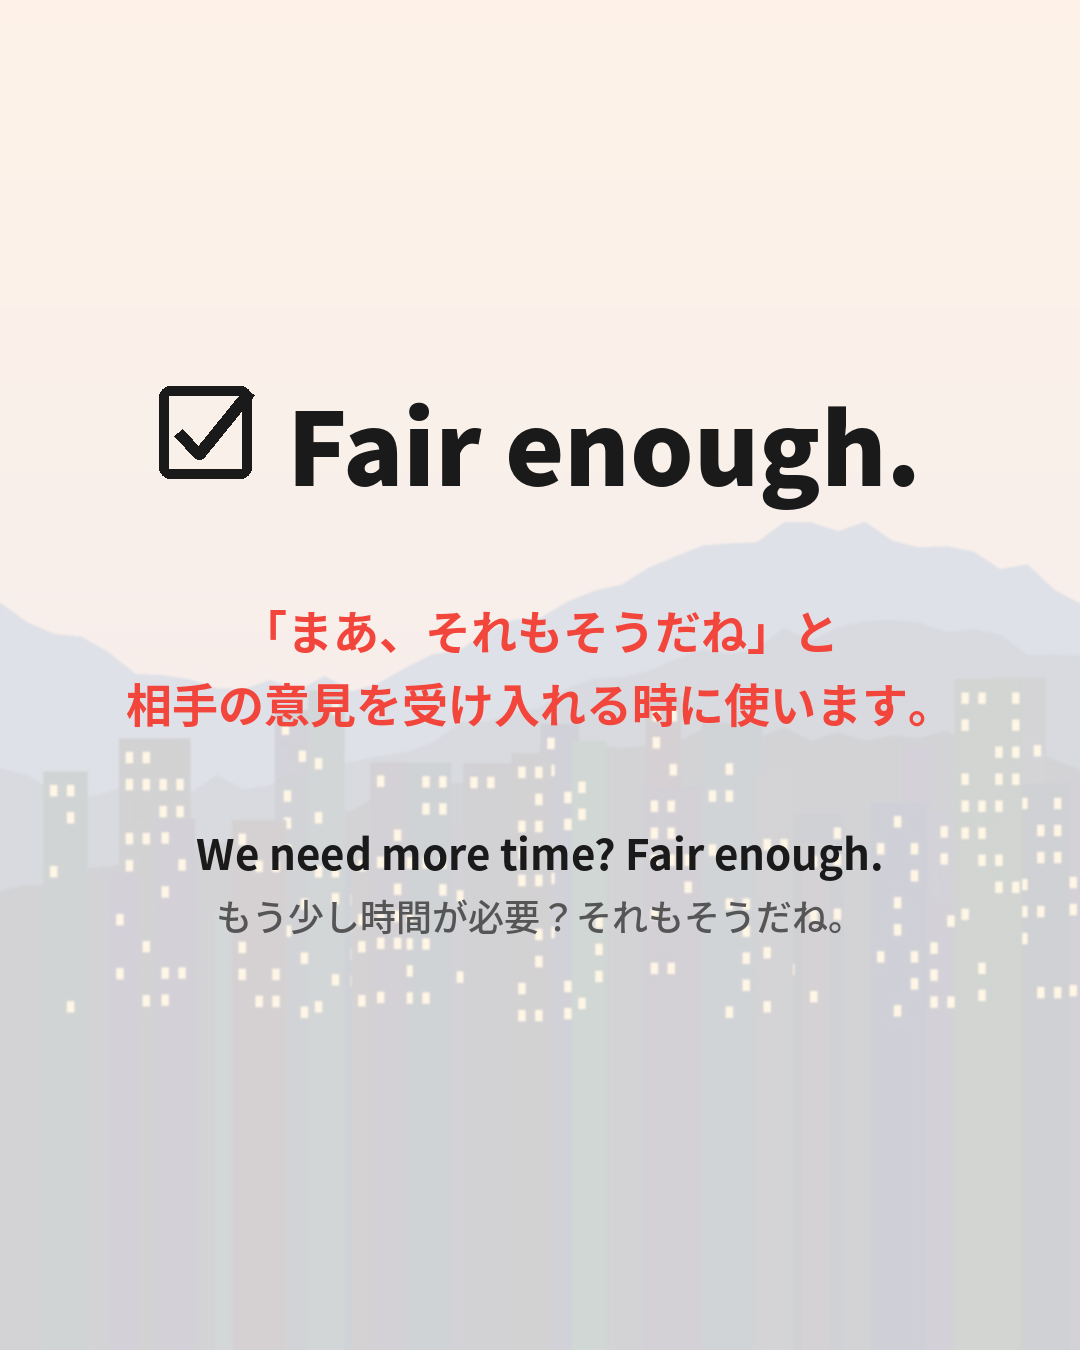 ☑ Fair enough.
「まあ、それもそうだね」と
相手の意見を受け入れる時に使います。
We need more time? Fair enough.
もう少し時間が必要？それもそうだね。